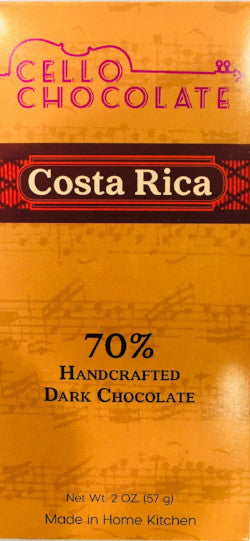 CELLO
CHOCOLATE
Costa Rica
70%
HANDCRAFTED
DARK CHOCOLATE
Net Wt. 2 OZ. (57 g)
Made in Home Kitchen